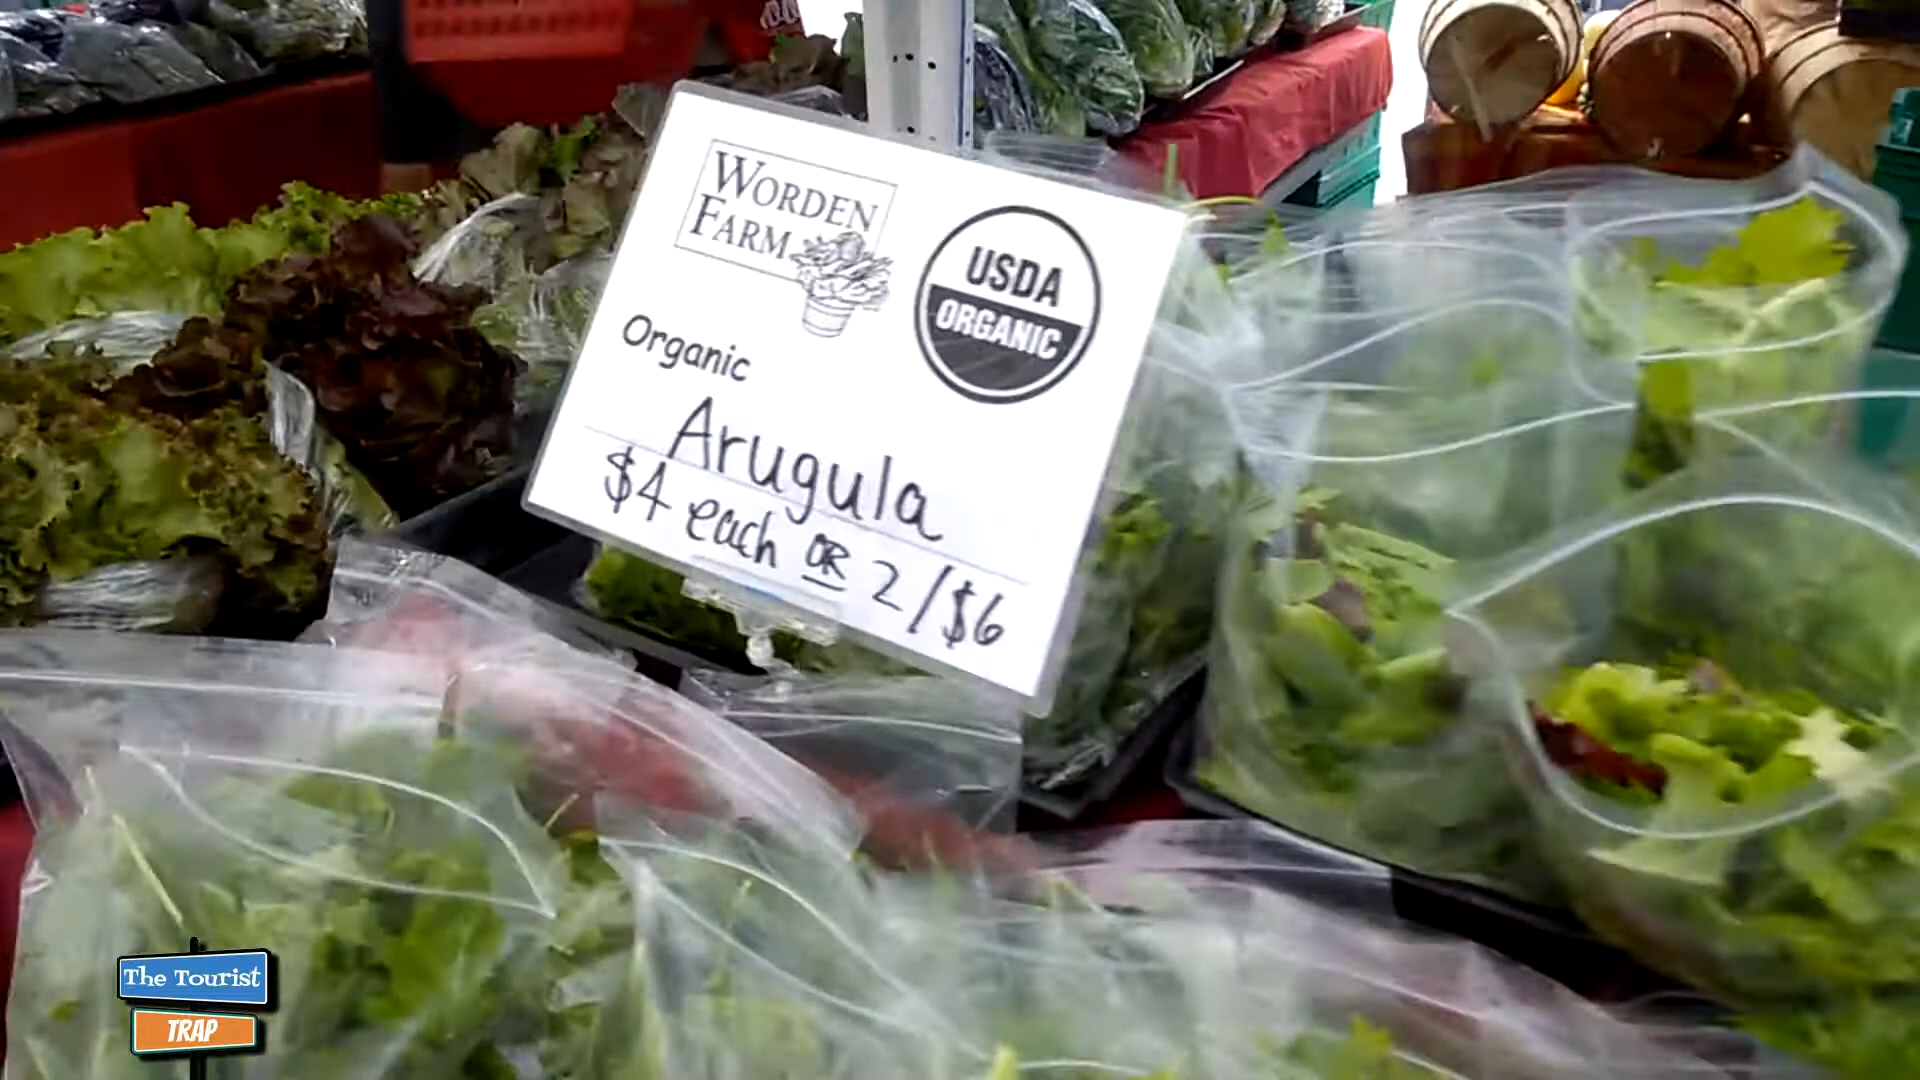 WORDEN
FARM
USDA
ORGANIC
Organic
Arugula
$4 each OR 2/$6
The Tourist
TRAP